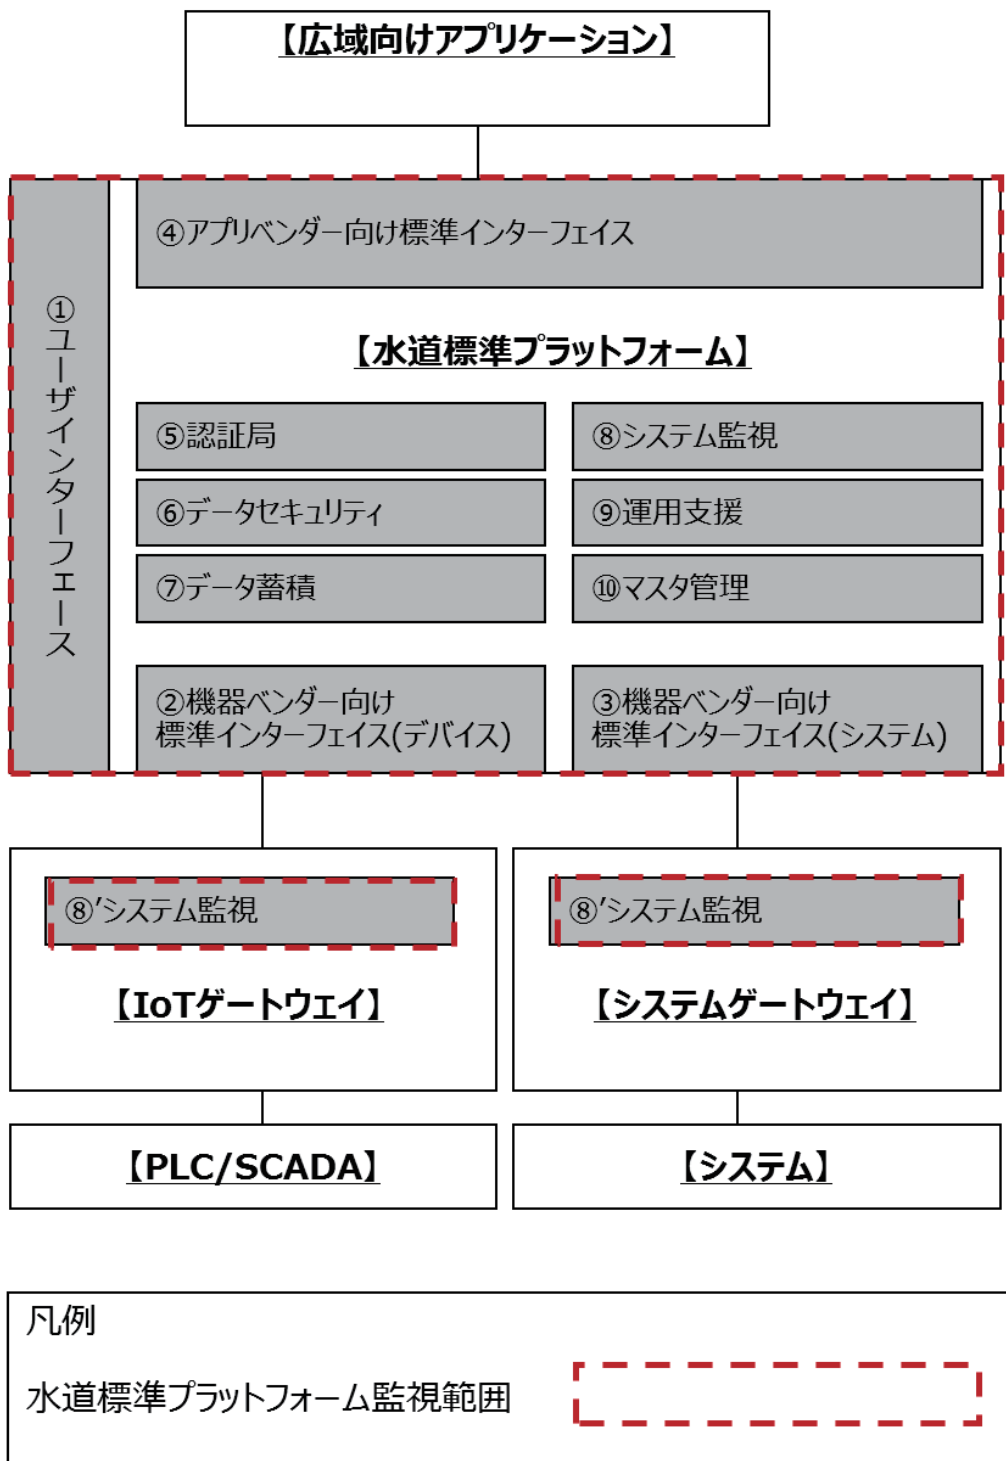 【広域向けアプリケーション】
④アプリベンダー向け標準インターフェイス
①ユーザインターフェース
【水道標準プラットフォーム】
⑤認証局
⑧システム監視
⑥データセキュリティ
⑨運用支援
⑦データ蓄積
⑩マスタ管理
②機器ベンダー向け
標準インターフェイス(デバイス)
③機器ベンダー向け
標準インターフェイス(システム)
⑧’システム監視
⑧’システム監視
【IoTゲートウェイ】
【システムゲートウェイ】
【PLC/SCADA】
【システム】
凡例
水道標準プラットフォーム監視範囲